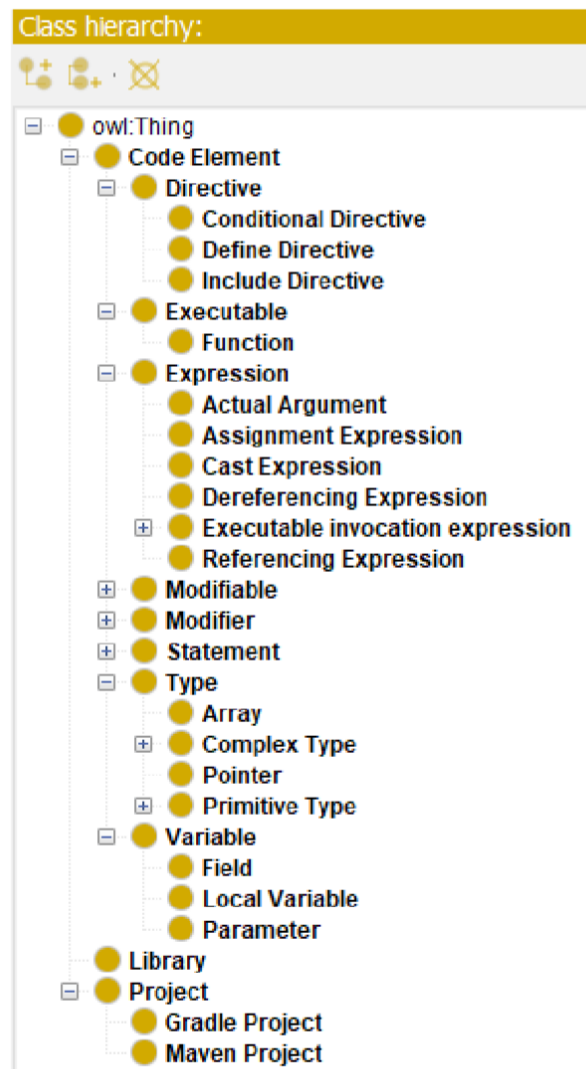 Class hierarchy:
owl:Thing
Code Element
Directive
Conditional Directive
Define Directive
Include Directive
Executable
Function
Expression
Actual Argument
Assignment Expression
Cast Expression
Dereferencing Expression
Executable invocation expression
Referencing Expression
Modifiable
Modifier
Statement
Type
Array
Complex Type
Pointer
Primitive Type
Variable
Field
Local Variable
Parameter
Library
Project
Gradle Project
Maven Project